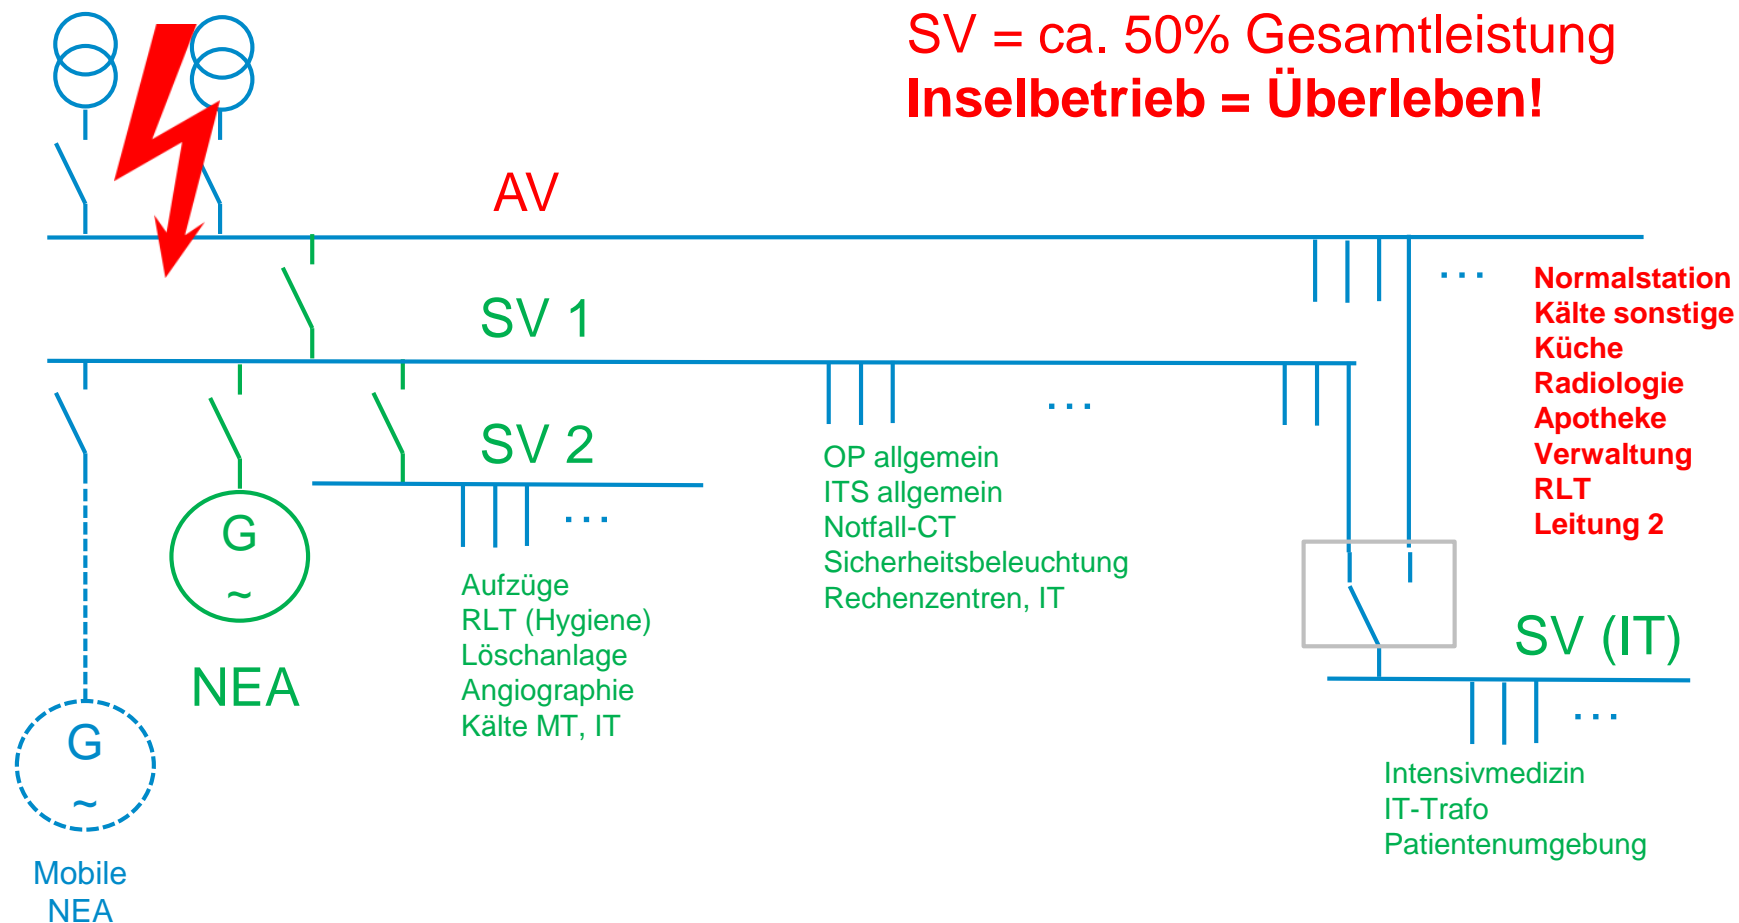 SV = ca. 50% Gesamtleistung
Inselbetrieb = Überleben!
AV
...
Normalstation
Kälte sonstige
Küche
Radiologie
Apotheke
Verwaltung
RLT
Leitung 2
SV 1
...
OP allgemein
ITS allgemein
Notfall-CT
Sicherheitsbeleuchtung
Rechenzentren, IT
SV 2
...
Aufzüge
RLT (Hygiene)
Löschanlage
Angiographie
Kälte MT, IT
G
~
NEA
G
~
Mobile
NEA
SV (IT)
...
Intensivmedizin
IT-Trafo
Patientenumgebung